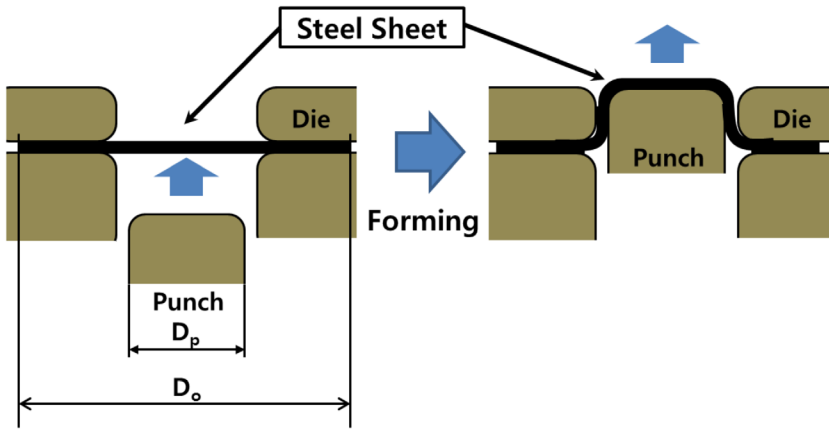 Steel Sheet
Die
Die
Punch
Forming
Punch
Dₚ
Dₒ